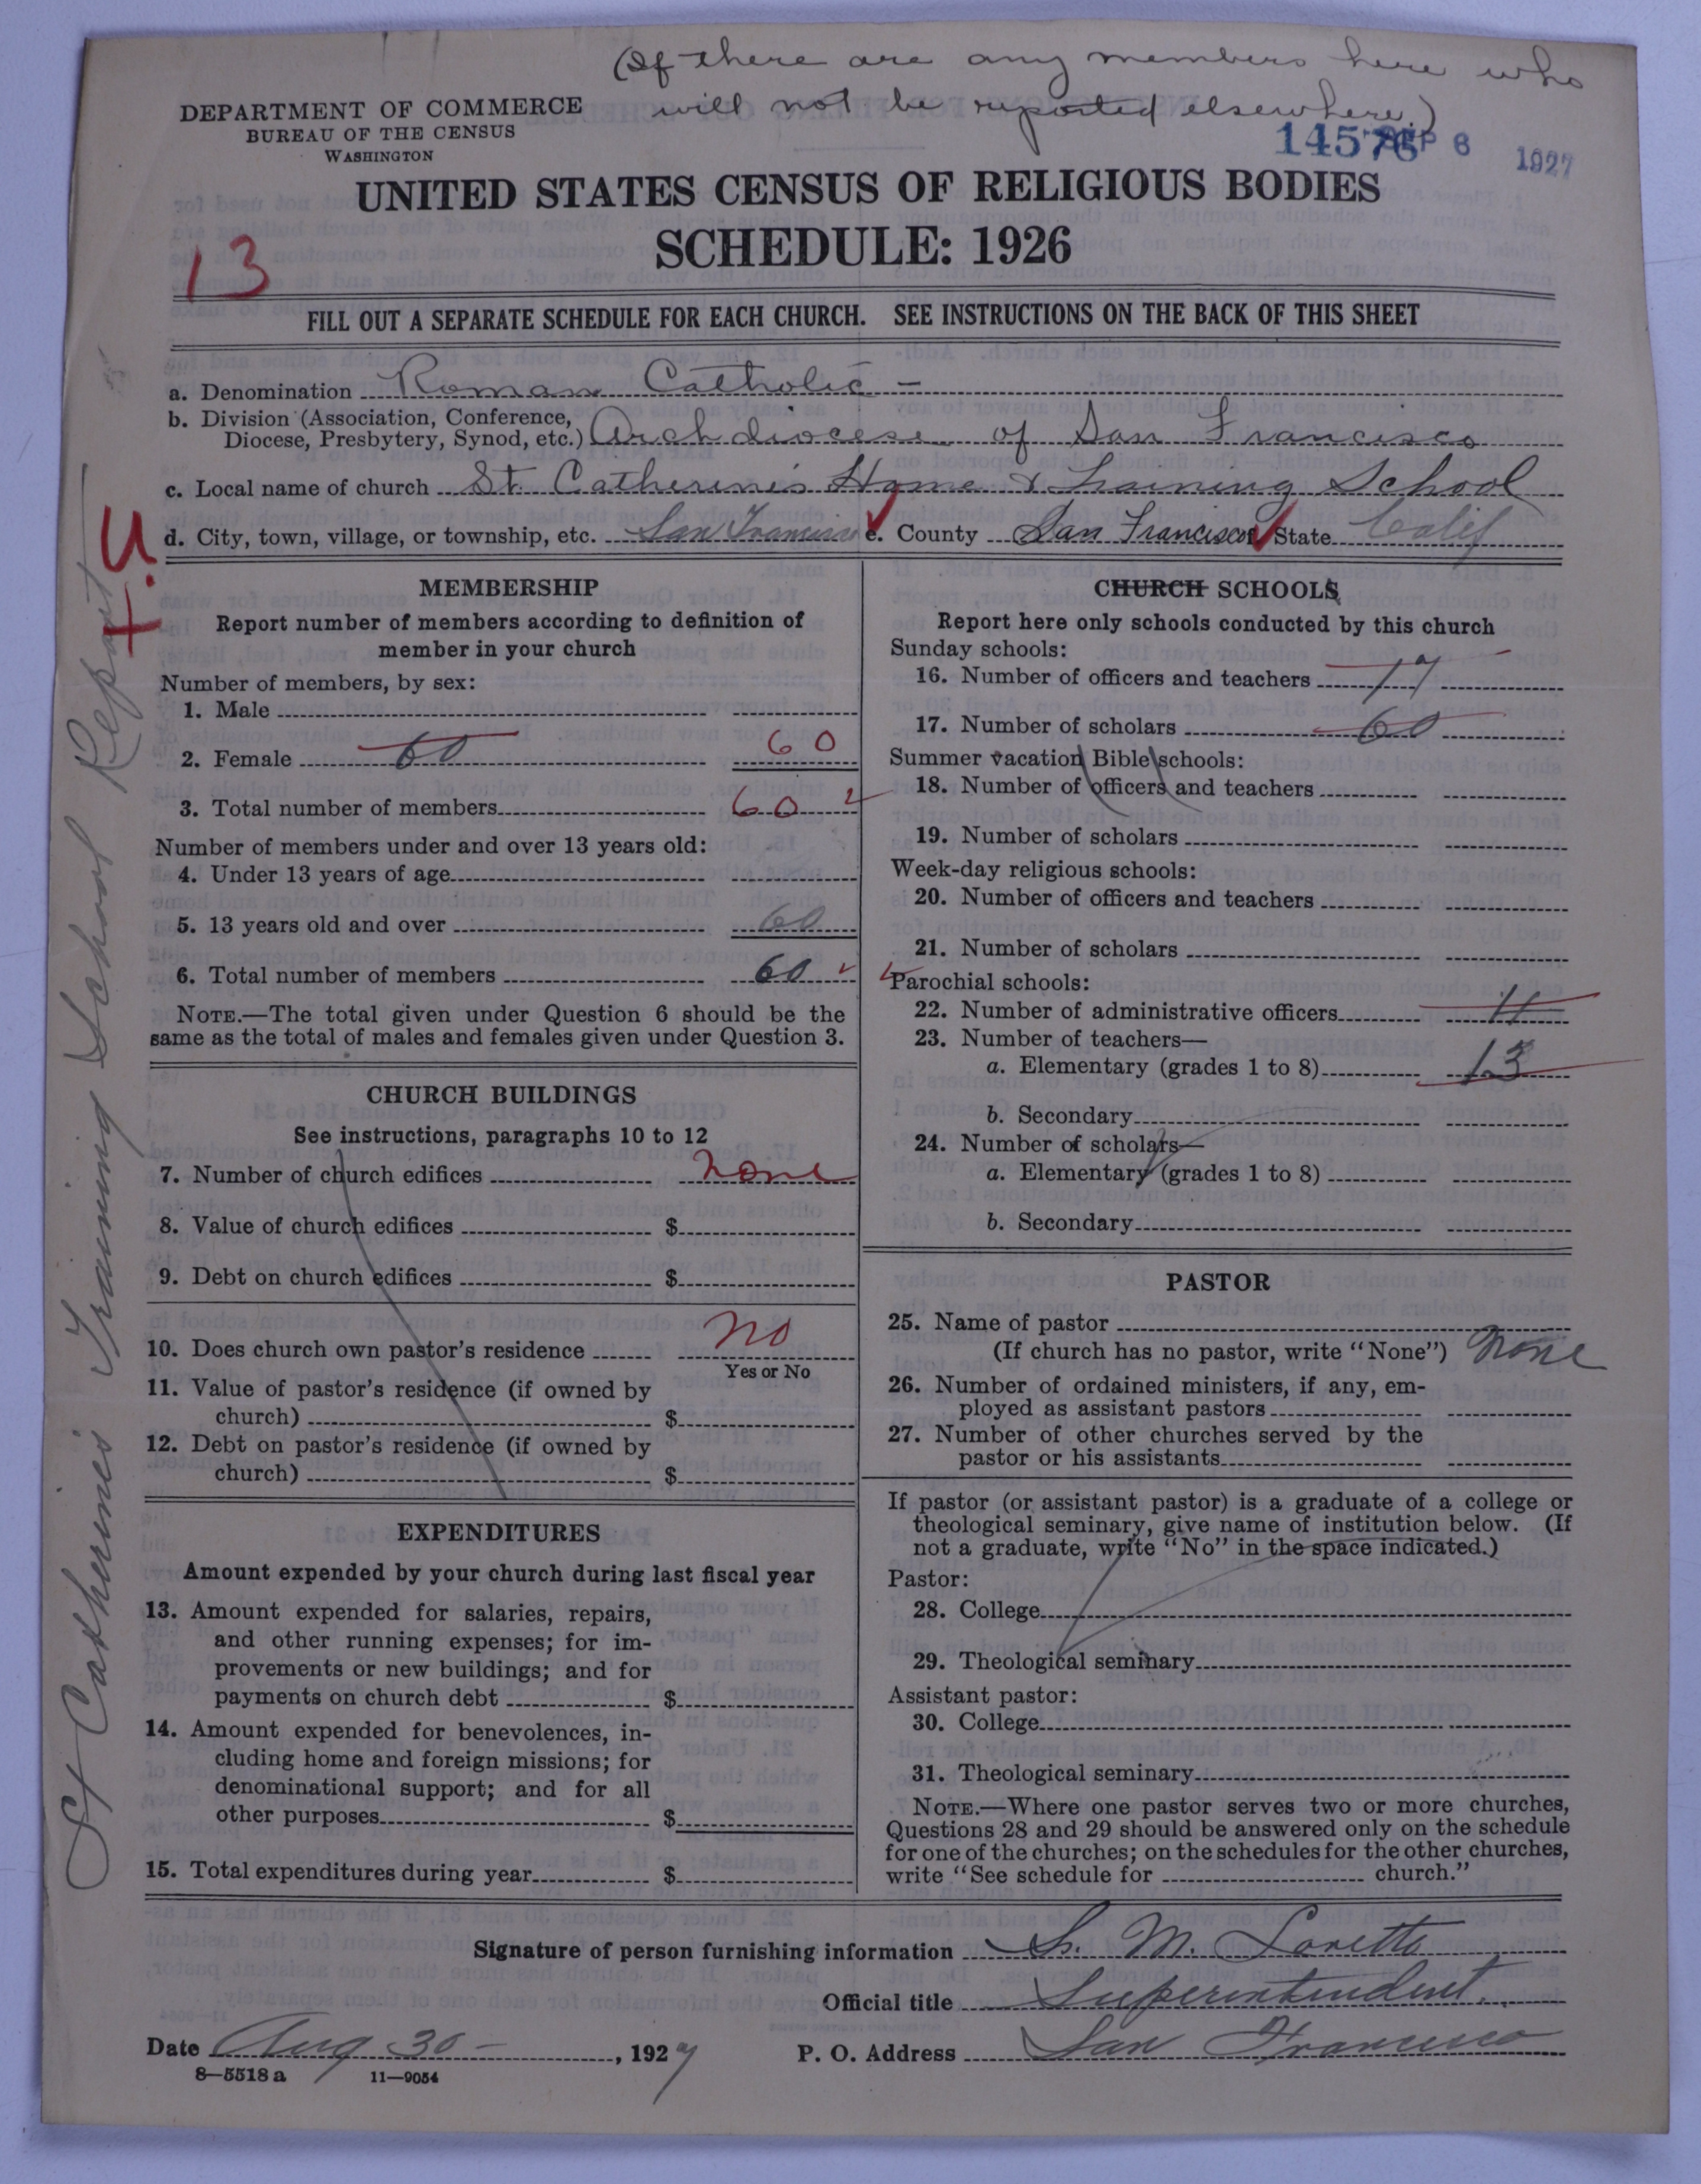 (If there are any members here who
will not be reported elsewhere.)
DEPARTMENT OF COMMERCE
BUREAU OF THE CENSUS
WASHINGTON
14576 SEP 8 1927
UNITED STATES CENSUS OF RELIGIOUS BODIES
SCHEDULE: 1926
13
FILL OUT A SEPARATE SCHEDULE FOR EACH CHURCH. SEE INSTRUCTIONS ON THE BACK OF THIS SHEET
a. Denomination Roman Catholic -
b. Division (Association, Conference,
Diocese, Presbytery, Synod, etc.) Archdiocese of San Francisco
c. Local name of church St. Catherine's Home & Training School
d. City, town, village, or township, etc. San Francisco e. County San Francisco f. State Calif
U
+.
St Catherines Training School Report
MEMBERSHIP
Report number of members according to definition of
member in your church
Number of members, by sex:
1. Male
2. Female 60 60
3. Total number of members 60
Number of members under and over 13 years old:
4. Under 13 years of age
5. 13 years old and over 60
6. Total number of members 60
NOTE.—The total given under Question 6 should be the
same as the total of males and females given under Question 3.
CHURCH BUILDINGS
See instructions, paragraphs 10 to 12
7. Number of church edifices none
8. Value of church edifices $
9. Debt on church edifices $
10. Does church own pastor's residence no
Yes or No
11. Value of pastor's residence (if owned by
church) $
12. Debt on pastor's residence (if owned by
church) $
EXPENDITURES
Amount expended by your church during last fiscal year
13. Amount expended for salaries, repairs,
and other running expenses; for im-
provements or new buildings; and for
payments on church debt $
14. Amount expended for benevolences, in-
cluding home and foreign missions; for
denominational support; and for all
other purposes $
15. Total expenditures during year $
CHURCH SCHOOLS
Report here only schools conducted by this church
Sunday schools:
16. Number of officers and teachers 17
17. Number of scholars 60
Summer vacation Bible schools:
18. Number of officers and teachers
19. Number of scholars
Week-day religious schools:
20. Number of officers and teachers
21. Number of scholars
Parochial schools:
22. Number of administrative officers 4
23. Number of teachers—
a. Elementary (grades 1 to 8) 13
b. Secondary
24. Number of scholars—
a. Elementary (grades 1 to 8)
b. Secondary
PASTOR
25. Name of pastor
(If church has no pastor, write "None") None
26. Number of ordained ministers, if any, em-
ployed as assistant pastors
27. Number of other churches served by the
pastor or his assistants
If pastor (or assistant pastor) is a graduate of a college or
theological seminary, give name of institution below. (If
not a graduate, write "No" in the space indicated.)
Pastor:
28. College
29. Theological seminary
Assistant pastor:
30. College
31. Theological seminary
NOTE.—Where one pastor serves two or more churches,
Questions 28 and 29 should be answered only on the schedule
for one of the churches; on the schedules for the other churches,
write "See schedule for church."
Signature of person furnishing information Sr. M. Loretto
Official title Superintendent.
Date Aug 30 - , 1927 P. O. Address San Francisco
8—5518 a 11—9054